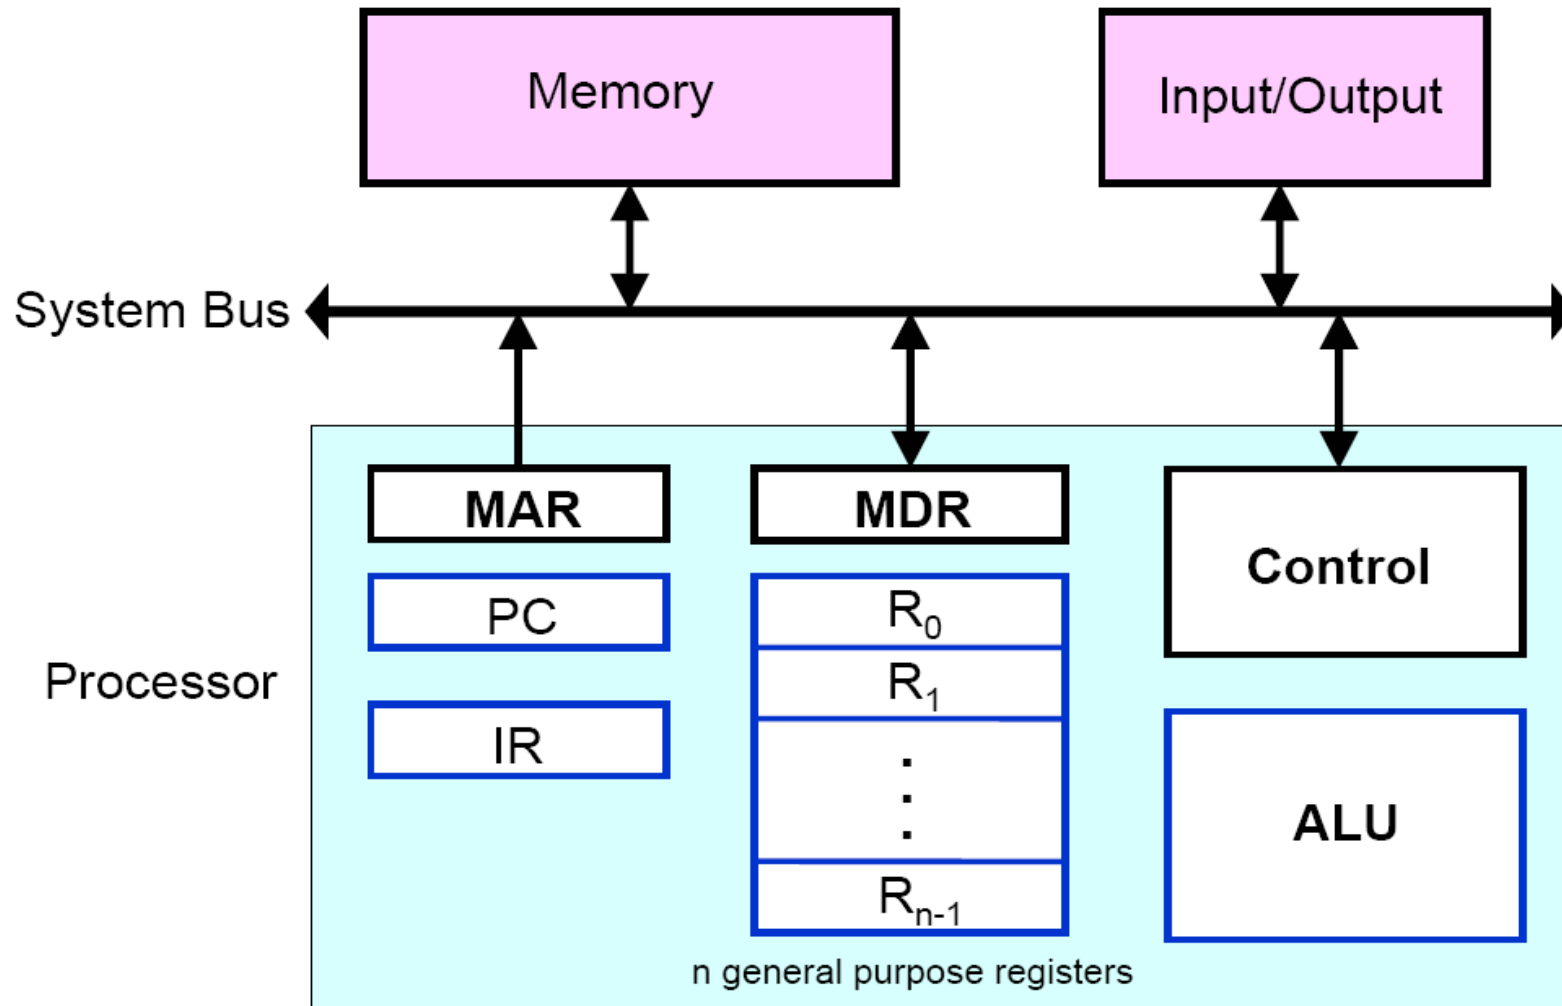 Memory
Input/Output
System Bus
MAR
MDR
Control
PC
R0
R1
Processor
IR
.
.
.
ALU
Rn-1
n general purpose registers